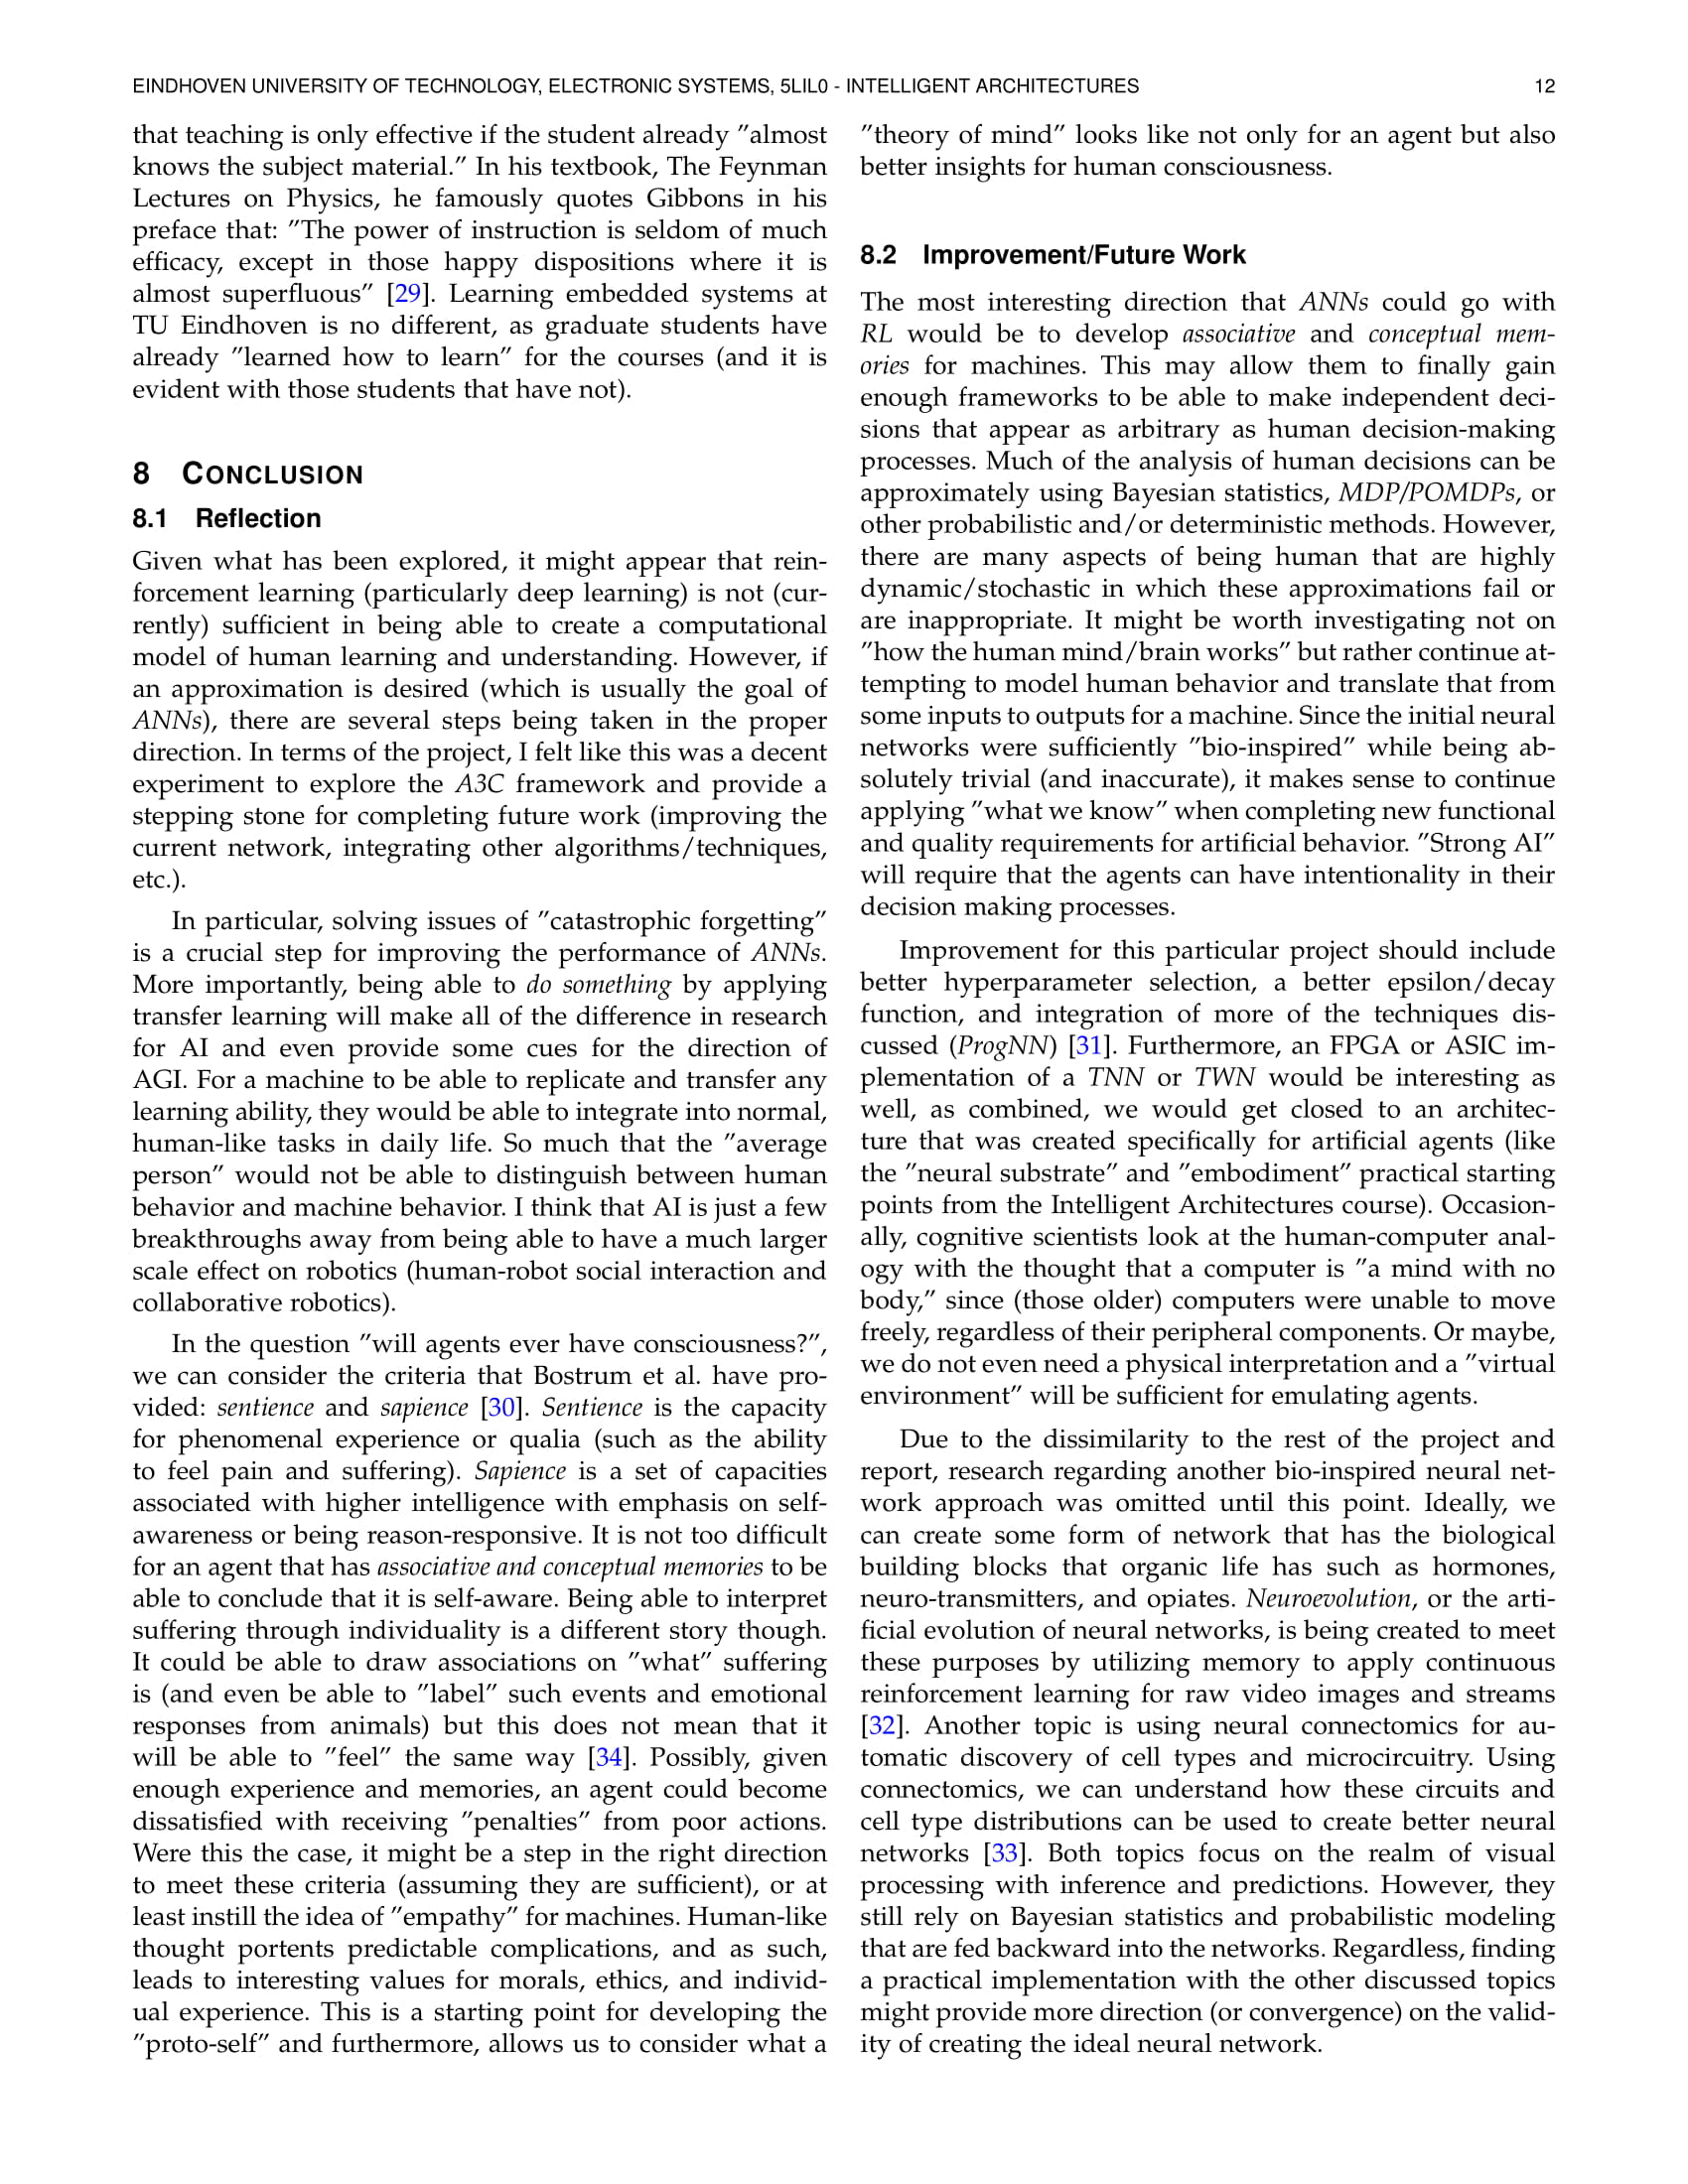 EINDHOVEN UNIVERSITY OF TECHNOLOGY, ELECTRONIC SYSTEMS, 5LIL0 - INTELLIGENT ARCHITECTURES 12
that teaching is only effective if the student already ”almost
knows the subject material.” In his textbook, The Feynman
Lectures on Physics, he famously quotes Gibbons in his
preface that: ”The power of instruction is seldom of much
efficacy, except in those happy dispositions where it is
almost superfluous” [29]. Learning embedded systems at
TU Eindhoven is no different, as graduate students have
already ”learned how to learn” for the courses (and it is
evident with those students that have not).
8 CONCLUSION
8.1 Reflection
Given what has been explored, it might appear that rein-
forcement learning (particularly deep learning) is not (cur-
rently) sufficient in being able to create a computational
model of human learning and understanding. However, if
an approximation is desired (which is usually the goal of
ANNs), there are several steps being taken in the proper
direction. In terms of the project, I felt like this was a decent
experiment to explore the A3C framework and provide a
stepping stone for completing future work (improving the
current network, integrating other algorithms/techniques,
etc.).
In particular, solving issues of ”catastrophic forgetting”
is a crucial step for improving the performance of ANNs.
More importantly, being able to do something by applying
transfer learning will make all of the difference in research
for AI and even provide some cues for the direction of
AGI. For a machine to be able to replicate and transfer any
learning ability, they would be able to integrate into normal,
human-like tasks in daily life. So much that the ”average
person” would not be able to distinguish between human
behavior and machine behavior. I think that AI is just a few
breakthroughs away from being able to have a much larger
scale effect on robotics (human-robot social interaction and
collaborative robotics).
In the question ”will agents ever have consciousness?”,
we can consider the criteria that Bostrum et al. have pro-
vided: sentience and sapience [30]. Sentience is the capacity
for phenomenal experience or qualia (such as the ability
to feel pain and suffering). Sapience is a set of capacities
associated with higher intelligence with emphasis on self-
awareness or being reason-responsive. It is not too difficult
for an agent that has associative and conceptual memories to be
able to conclude that it is self-aware. Being able to interpret
suffering through individuality is a different story though.
It could be able to draw associations on ”what” suffering
is (and even be able to ”label” such events and emotional
responses from animals) but this does not mean that it
will be able to ”feel” the same way [34]. Possibly, given
enough experience and memories, an agent could become
dissatisfied with receiving ”penalties” from poor actions.
Were this the case, it might be a step in the right direction
to meet these criteria (assuming they are sufficient), or at
least instill the idea of ”empathy” for machines. Human-like
thought portents predictable complications, and as such,
leads to interesting values for morals, ethics, and individ-
ual experience. This is a starting point for developing the
”proto-self” and furthermore, allows us to consider what a
”theory of mind” looks like not only for an agent but also
better insights for human consciousness.
8.2 Improvement/Future Work
The most interesting direction that ANNs could go with
RL would be to develop associative and conceptual mem-
ories for machines. This may allow them to finally gain
enough frameworks to be able to make independent deci-
sions that appear as arbitrary as human decision-making
processes. Much of the analysis of human decisions can be
approximately using Bayesian statistics, MDP/POMDPs, or
other probabilistic and/or deterministic methods. However,
there are many aspects of being human that are highly
dynamic/stochastic in which these approximations fail or
are inappropriate. It might be worth investigating not on
”how the human mind/brain works” but rather continue at-
tempting to model human behavior and translate that from
some inputs to outputs for a machine. Since the initial neural
networks were sufficiently ”bio-inspired” while being ab-
solutely trivial (and inaccurate), it makes sense to continue
applying ”what we know” when completing new functional
and quality requirements for artificial behavior. ”Strong AI”
will require that the agents can have intentionality in their
decision making processes.
Improvement for this particular project should include
better hyperparameter selection, a better epsilon/decay
function, and integration of more of the techniques dis-
cussed (ProgNN) [31]. Furthermore, an FPGA or ASIC im-
plementation of a TNN or TWN would be interesting as
well, as combined, we would get closed to an architec-
ture that was created specifically for artificial agents (like
the ”neural substrate” and ”embodiment” practical starting
points from the Intelligent Architectures course). Occasion-
ally, cognitive scientists look at the human-computer anal-
ogy with the thought that a computer is ”a mind with no
body,” since (those older) computers were unable to move
freely, regardless of their peripheral components. Or maybe,
we do not even need a physical interpretation and a ”virtual
environment” will be sufficient for emulating agents.
Due to the dissimilarity to the rest of the project and
report, research regarding another bio-inspired neural net-
work approach was omitted until this point. Ideally, we
can create some form of network that has the biological
building blocks that organic life has such as hormones,
neuro-transmitters, and opiates. Neuroevolution, or the arti-
ficial evolution of neural networks, is being created to meet
these purposes by utilizing memory to apply continuous
reinforcement learning for raw video images and streams
[32]. Another topic is using neural connectomics for au-
tomatic discovery of cell types and microcircuitry. Using
connectomics, we can understand how these circuits and
cell type distributions can be used to create better neural
networks [33]. Both topics focus on the realm of visual
processing with inference and predictions. However, they
still rely on Bayesian statistics and probabilistic modeling
that are fed backward into the networks. Regardless, finding
a practical implementation with the other discussed topics
might provide more direction (or convergence) on the valid-
ity of creating the ideal neural network.